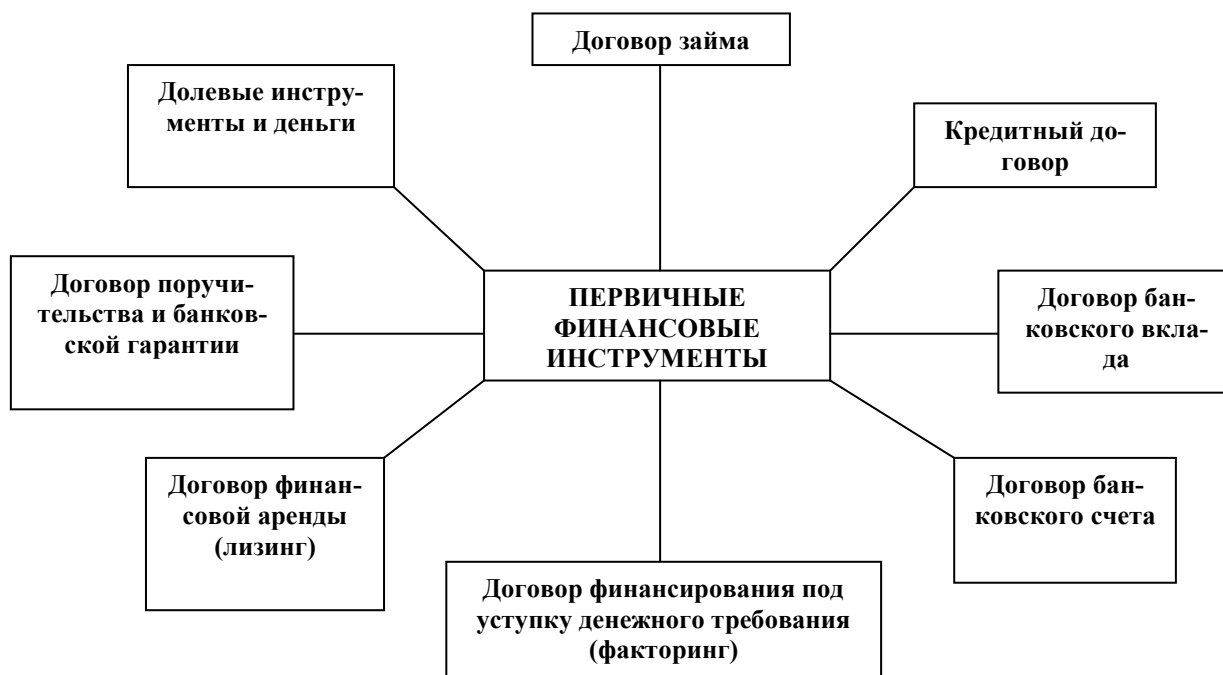 Договор займа
Долевые инстру-
менты и деньги
Кредитный до-
говор
Договор поручи-
тельства и банков-
ской гарантии
ПЕРВИЧНЫЕ
ФИНАНСОВЫЕ
ИНСТРУМЕНТЫ
Договор бан-
ковского вкла-
да
Договор финан-
совой аренды
(лизинг)
Договор бан-
ковского счета
Договор финансирования под
уступку денежного требования
(факторинг)